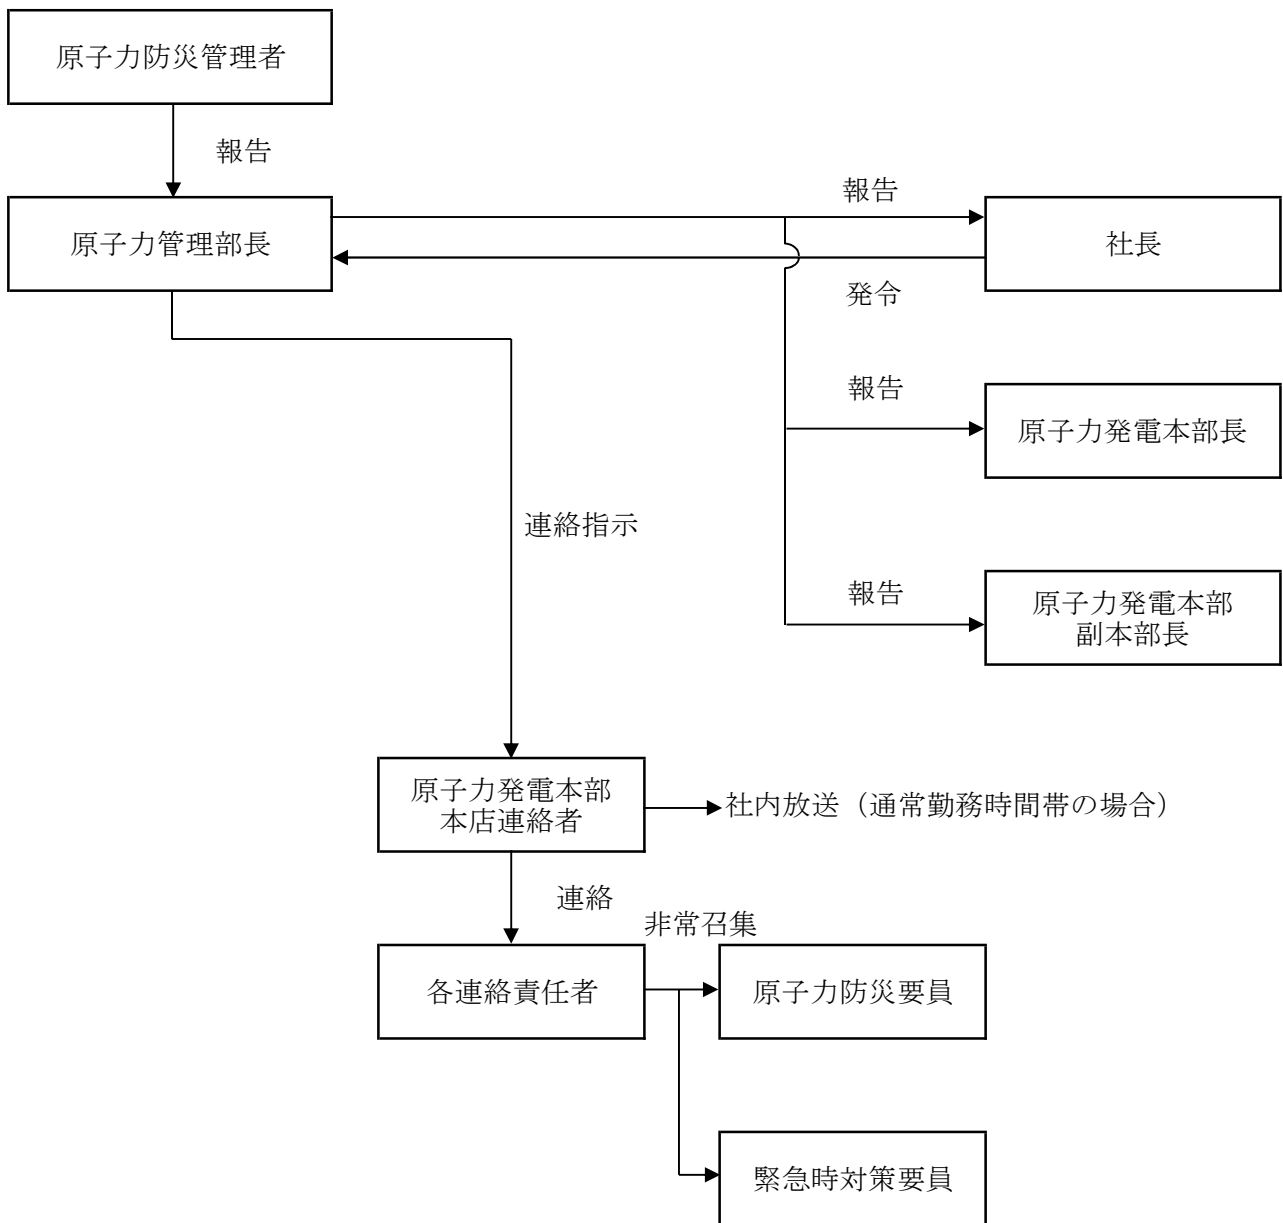 原子力防災管理者
報告
報告
原子力管理部長
社長
発令
報告
原子力発電本部長
連絡指示
報告
原子力発電本部
副本部長
原子力発電本部
本店連絡者
社内放送（通常勤務時間帯の場合）
連絡
非常召集
各連絡責任者
原子力防災要員
緊急時対策要員